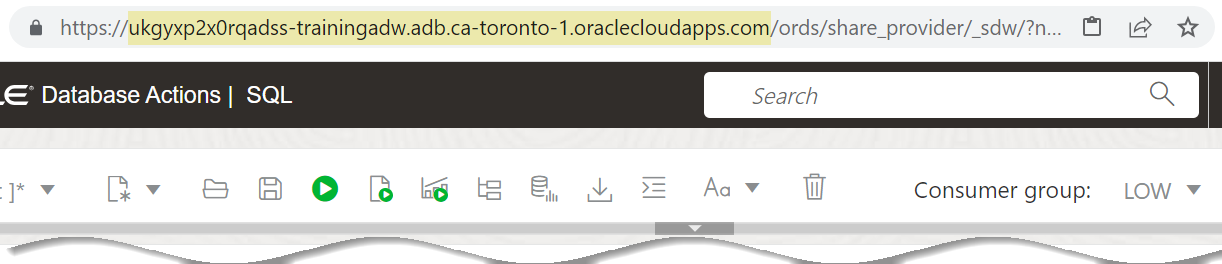 https://ukgyxp2x0rqadss-trainingadw.adb.ca-toronto-1.oraclecloudapps.com/ords/share_provider/_sdw/?n...
Database Actions | SQL
Search
]*
Aa
Consumer group: LOW